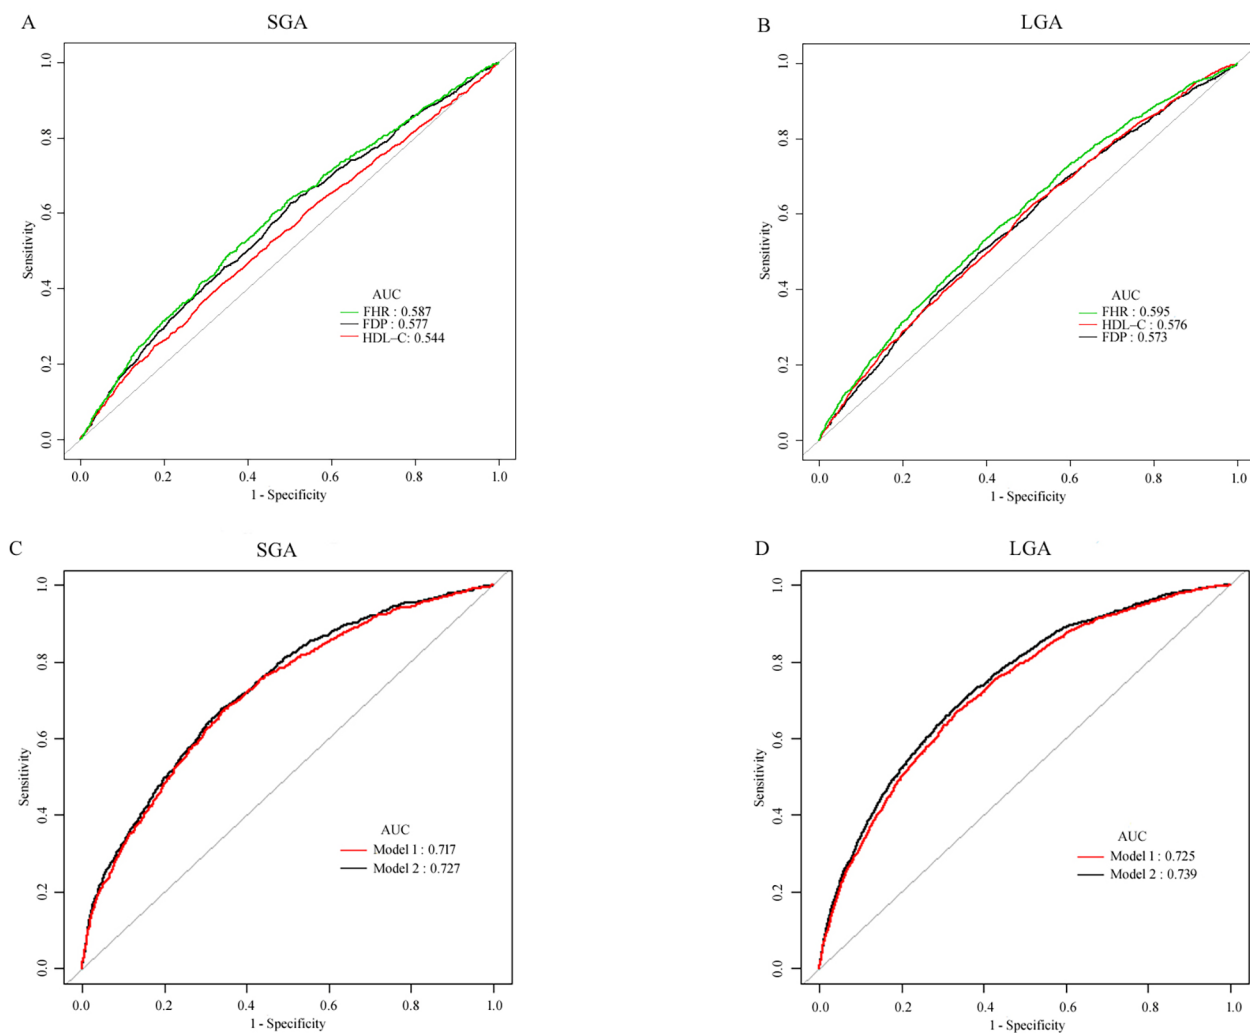 A
SGA
Sensitivity
1.0
0.8
0.6
0.4
0.2
0.0
AUC
FHR : 0.587
FDP : 0.577
HDL–C: 0.544
0.0 0.2 0.4 0.6 0.8 1.0
1 - Specificity
B
LGA
Sensitivity
1.0
0.8
0.6
0.4
0.2
0.0
AUC
FHR : 0.595
HDL–C : 0.576
FDP : 0.573
0.0 0.2 0.4 0.6 0.8 1.0
1 - Specificity
C
SGA
Sensitivity
1.0
0.8
0.6
0.4
0.2
0.0
AUC
Model 1 : 0.717
Model 2 : 0.727
0.0 0.2 0.4 0.6 0.8 1.0
1 - Specificity
D
LGA
Sensitivity
1.0
0.8
0.6
0.4
0.2
0.0
AUC
Model 1 : 0.725
Model 2 : 0.739
0.0 0.2 0.4 0.6 0.8 1.0
1 - Specificity